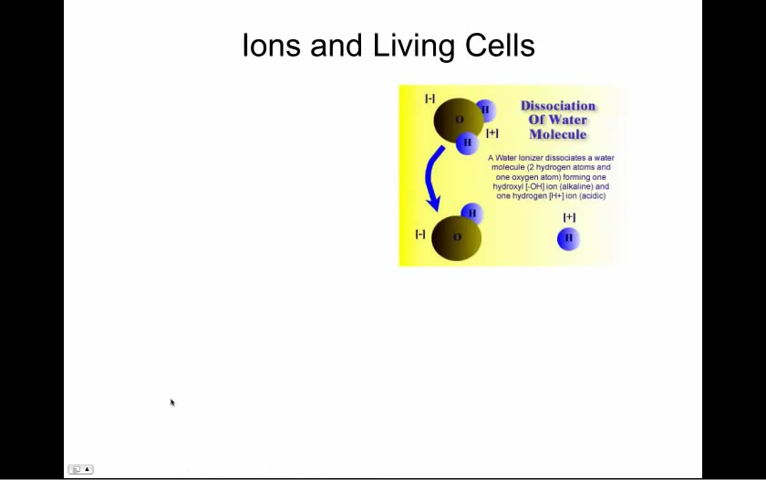 Ions and Living Cells
[-]
H
O
[+]
H
Dissociation
Of Water
Molecule
A Water Ionizer dissociates a water
molecule (2 hydrogen atoms and
one oxygen atom) forming one
hydroxyl [-OH] ion (alkaline) and
one hydrogen [H+] ion (acidic)
H
[-]
O
[+]
H